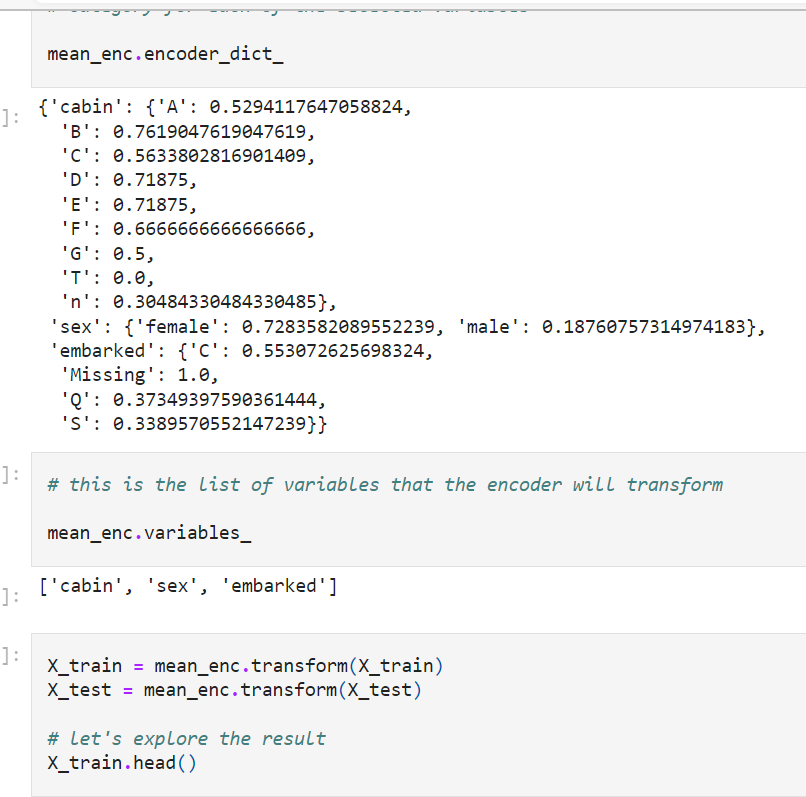 mean_enc.encoder_dict_
]:
{'cabin': {'A': 0.5294117647058824,
'B': 0.7619047619047619,
'C': 0.5633802816901409,
'D': 0.71875,
'E': 0.71875,
'F': 0.6666666666666666,
'G': 0.5,
'T': 0.0,
'n': 0.30484330484330485},
'sex': {'female': 0.7283582089552239, 'male': 0.18760757314974183},
'embarked': {'C': 0.553072625698324,
'Missing': 1.0,
'Q': 0.37349397590361444,
'S': 0.3389570552147239}}
]:
# this is the list of variables that the encoder will transform
mean_enc.variables_
]:
['cabin', 'sex', 'embarked']
]:
X_train = mean_enc.transform(X_train)
X_test = mean_enc.transform(X_test)
# let's explore the result
X_train.head()